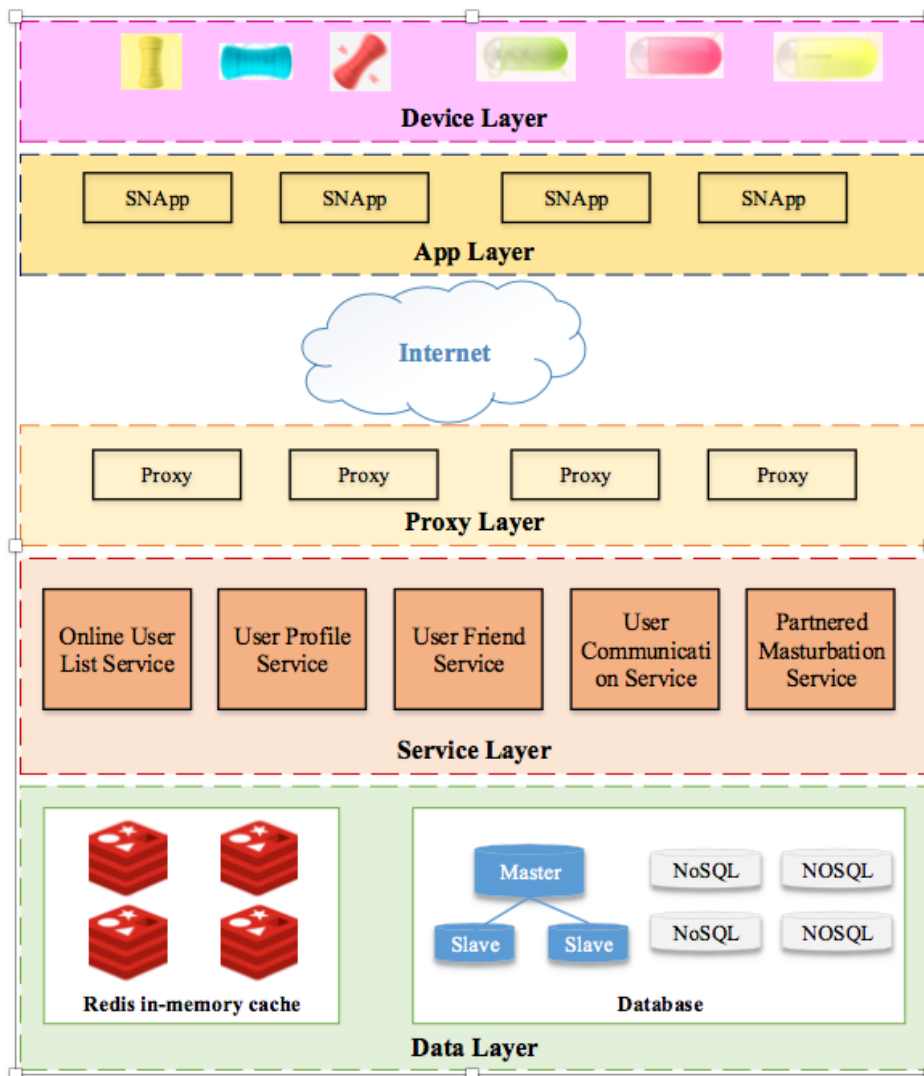 Device Layer
SNApp
SNApp
SNApp
SNApp
App Layer
Internet
Proxy
Proxy
Proxy
Proxy
Proxy Layer
Online User
List Service
User Profile
Service
User Friend
Service
User
Communicati
on Service
Partnered
Masturbation
Service
Service Layer
Master
Slave
Slave
NoSQL
NOSQL
NoSQL
NOSQL
Redis in-memory cache
Database
Data Layer